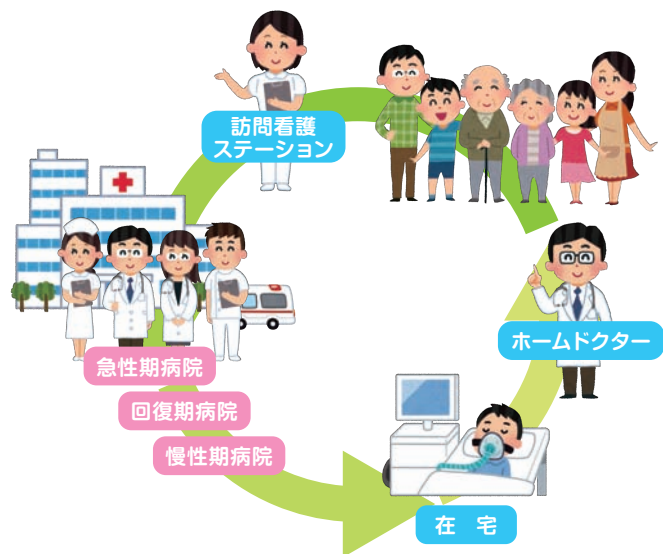 訪問看護
ステーション
ホームドクター
急性期病院
回復期病院
慢性期病院
在　宅